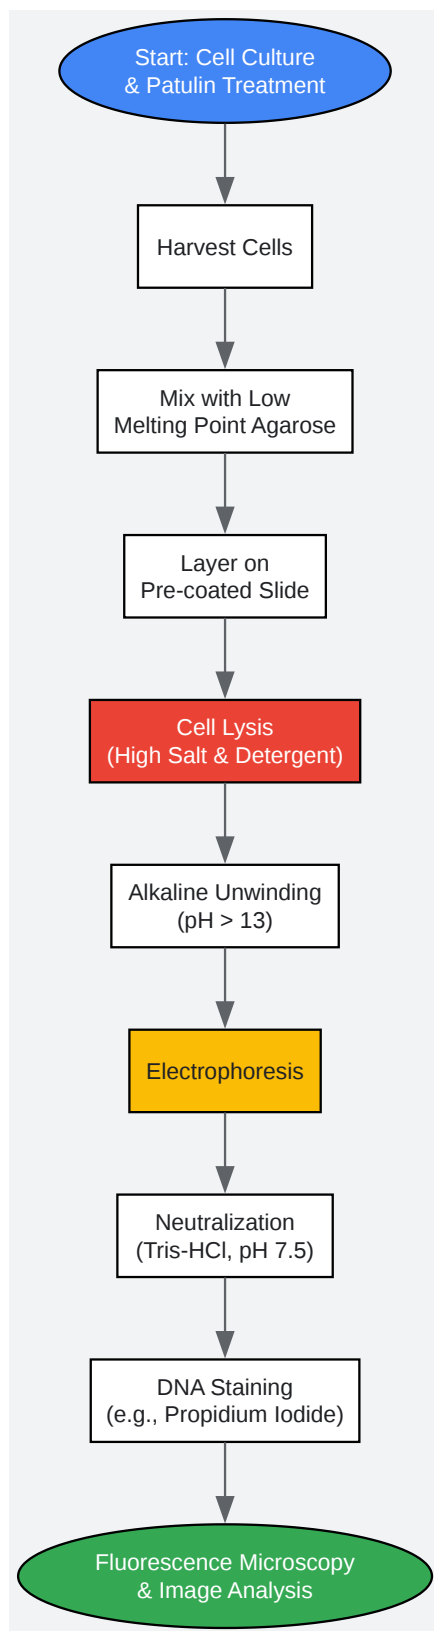 Start: Cell Culture
& Patulin Treatment
Harvest Cells
Mix with Low
Melting Point Agarose
Layer on
Pre-coated Slide
Cell Lysis
(High Salt & Detergent)
Alkaline Unwinding
(pH > 13)
Electrophoresis
Neutralization
(Tris-HCl, pH 7.5)
DNA Staining
(e.g., Propidium Iodide)
Fluorescence Microscopy
& Image Analysis